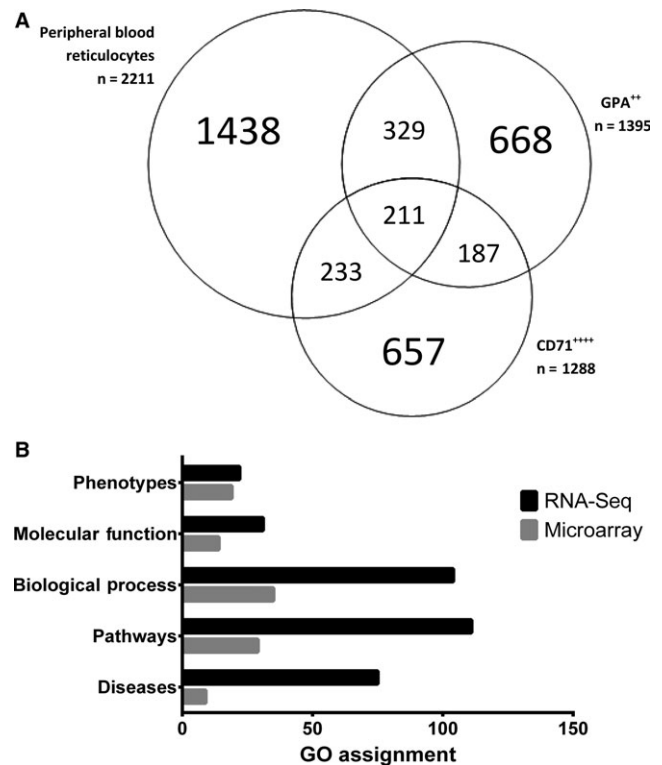 A
Peripheral blood
reticulocytes
n = 2211
1438
329
668
GPA⁺⁺
n = 1395
211
233
187
657
CD71⁺⁺⁺⁺
n = 1288
B
Phenotypes
Molecular function
Biological process
Pathways
Diseases
RNA-Seq
Microarray
0 50 100 150
GO assignment